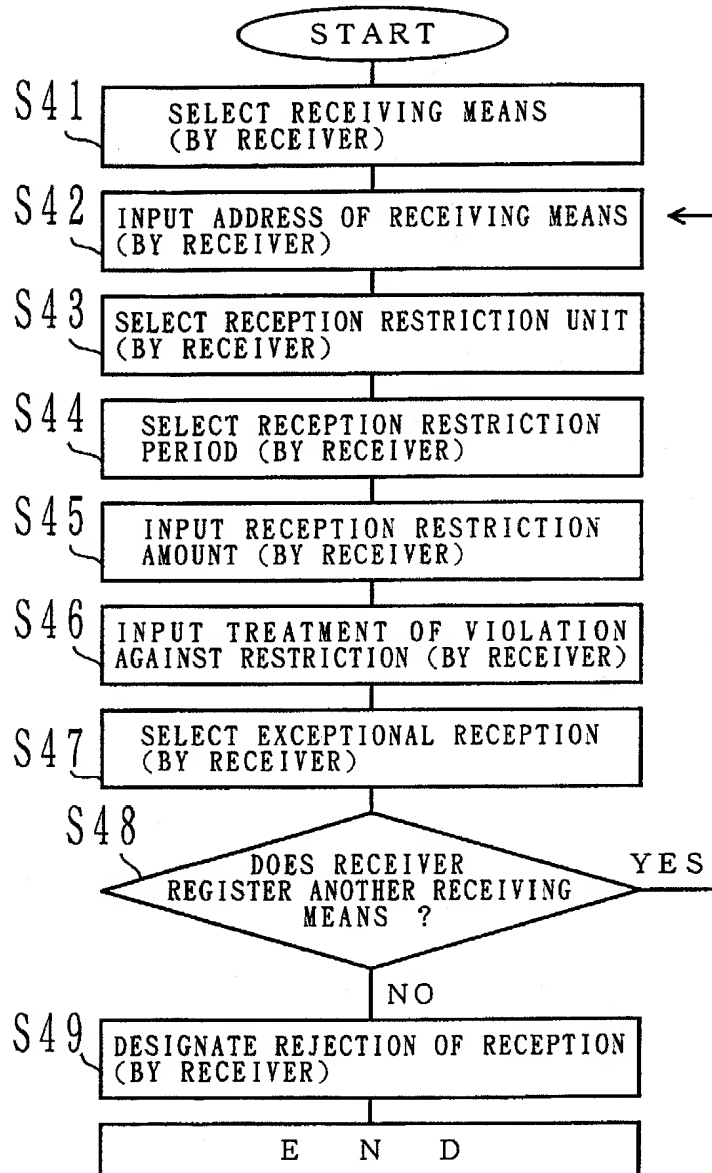 START
S41
SELECT RECEIVING MEANS
(BY RECEIVER)
S42
INPUT ADDRESS OF RECEIVING MEANS
(BY RECEIVER)
S43
SELECT RECEPTION RESTRICTION UNIT
(BY RECEIVER)
S44
SELECT RECEPTION RESTRICTION
PERIOD (BY RECEIVER)
S45
INPUT RECEPTION RESTRICTION
AMOUNT (BY RECEIVER)
S46
INPUT TREATMENT OF VIOLATION
AGAINST RESTRICTION (BY RECEIVER)
S47
SELECT EXCEPTIONAL RECEPTION
(BY RECEIVER)
S48
DOES RECEIVER
REGISTER ANOTHER RECEIVING
MEANS ?
YES
NO
S49
DESIGNATE REJECTION OF RECEPTION
(BY RECEIVER)
E N D